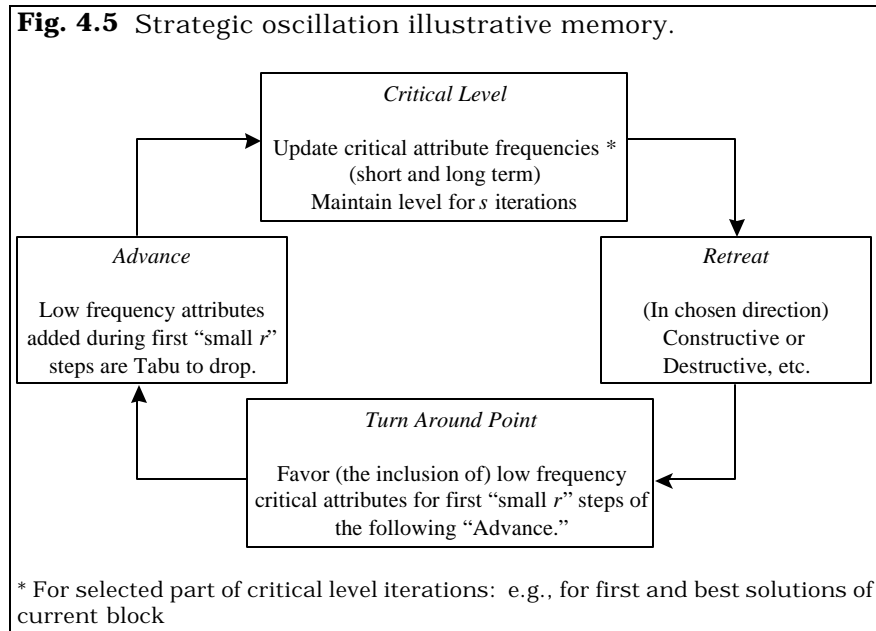 Fig. 4.5 Strategic oscillation illustrative memory.
Critical Level
Update critical attribute frequencies *
(short and long term)
Maintain level for s iterations
Advance
Low frequency attributes
added during first “small r”
steps are Tabu to drop.
Retreat
(In chosen direction)
Constructive or
Destructive, etc.
Turn Around Point
Favor (the inclusion of) low frequency
critical attributes for first “small r” steps of
the following “Advance.”
* For selected part of critical level iterations: e.g., for first and best solutions of
current block